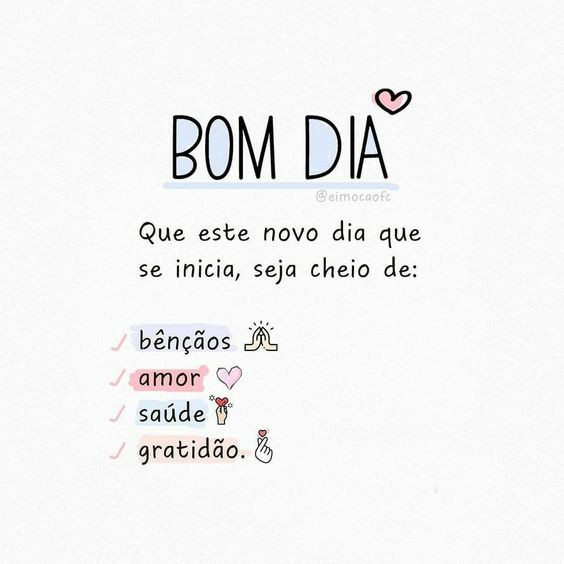 BOM DIA
@eimocaofc
Que este novo dia que
se inicia, seja cheio de:
bênçãos
amor
saúde
gratidão.